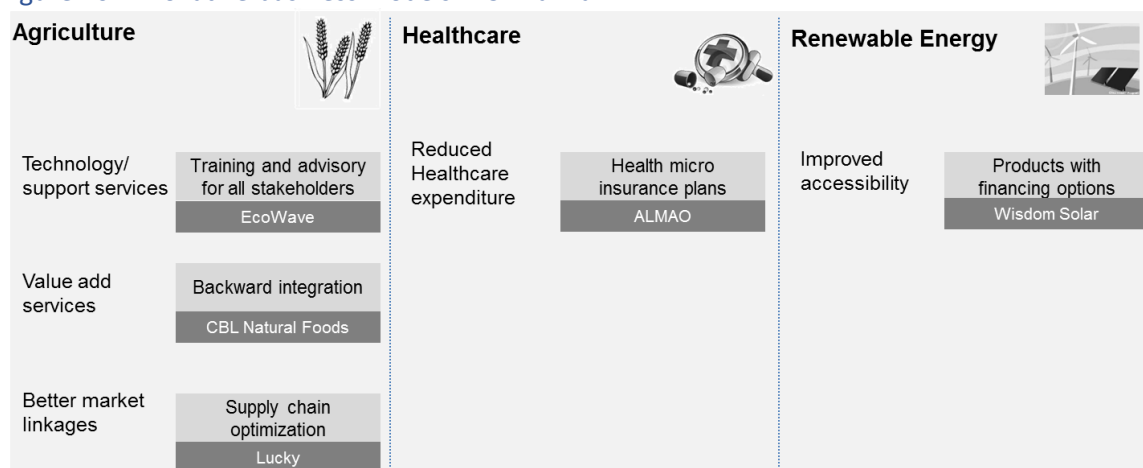 Agriculture
Technology/
support services
Training and advisory
for all stakeholders
EcoWave
Value add
services
Backward integration
CBL Natural Foods
Better market
linkages
Supply chain
optimization
Lucky
Healthcare
Reduced
Healthcare
expenditure
Health micro
insurance plans
ALMAO
Renewable Energy
Improved
accessibility
Products with
financing options
Wisdom Solar